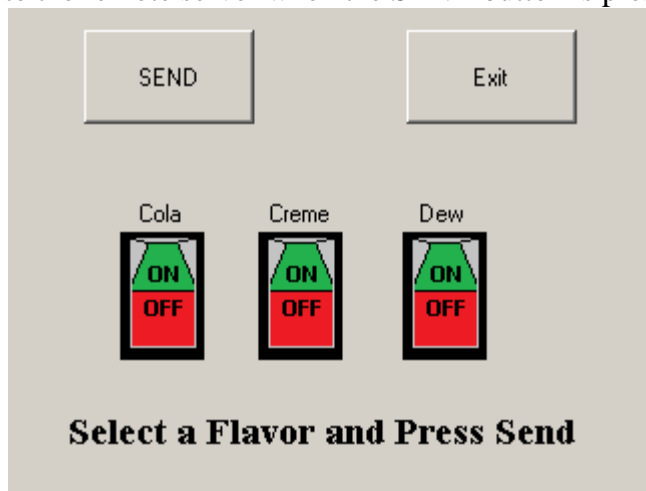 SEND Exit
Cola Creme Dew
ON ON ON
OFF OFF OFF
Select a Flavor and Press Send